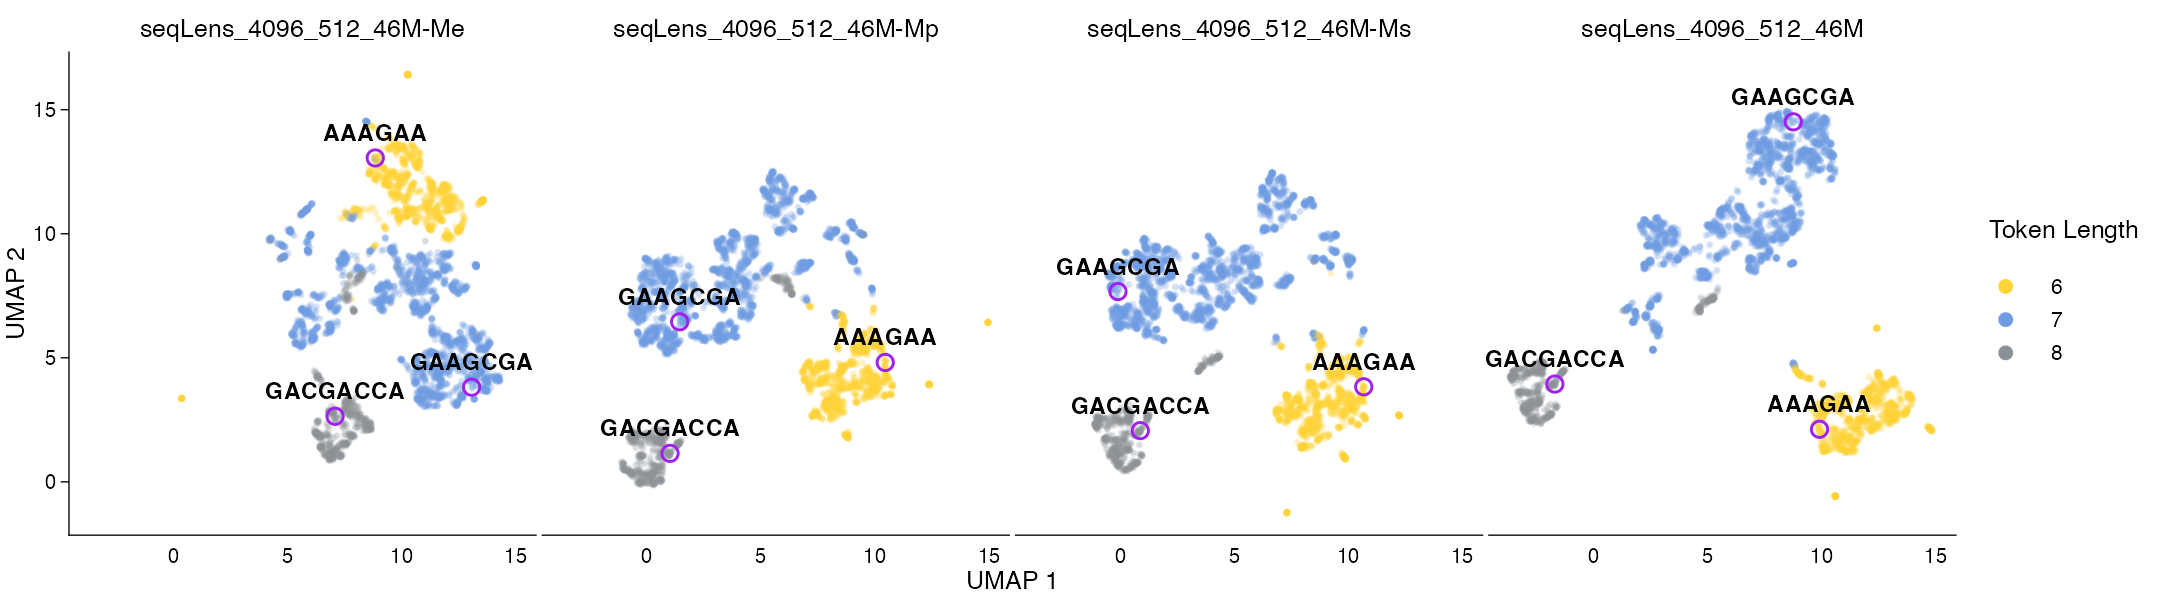 seqLens_4096_512_46M-Me
seqLens_4096_512_46M-Mp
seqLens_4096_512_46M-Ms
seqLens_4096_512_46M
UMAP 2
15
10
5
0
AAAGAA
GAAGCGA
GACGACCA
GAAGCGA
AAAGAA
GACGACCA
GAAGCGA
AAAGAA
GACGACCA
GAAGCGA
GACGACCA
AAAGAA
0 5 10 15
0 5 10 15
0 5 10 15
0 5 10 15
UMAP 1
Token Length
6
7
8